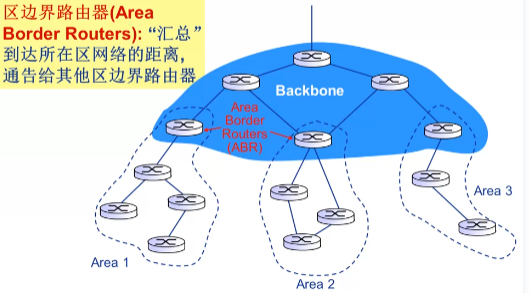 区边界路由器(Area
Border Routers): “汇总”
到达所在区网络的距离，
通告给其他区边界路由器
Backbone
Area
Border
Routers
(ABR)
Area 3
Area 1
Area 2